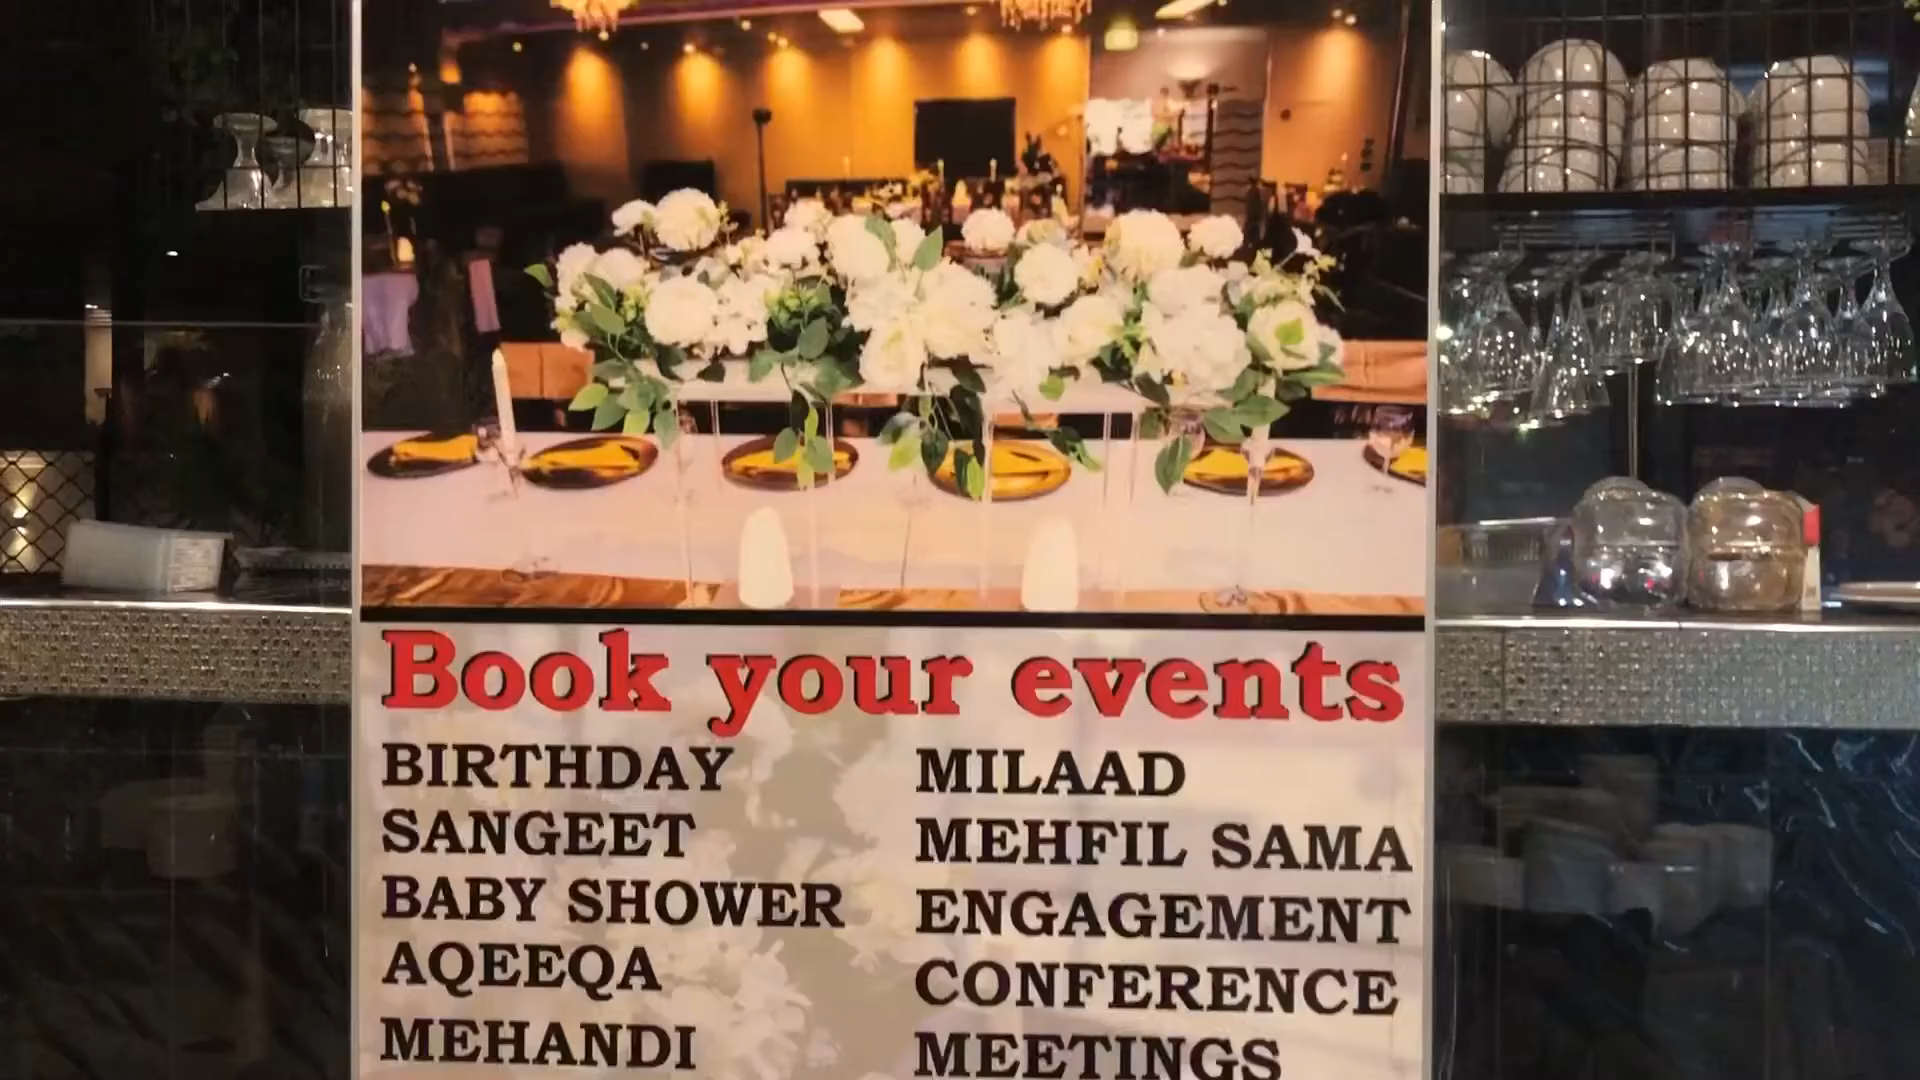 Book your events
BIRTHDAY
SANGEET
BABY SHOWER
AQEEQA
MEHANDI
MILAAD
MEHFIL SAMA
ENGAGEMENT
CONFERENCE
MEETINGS